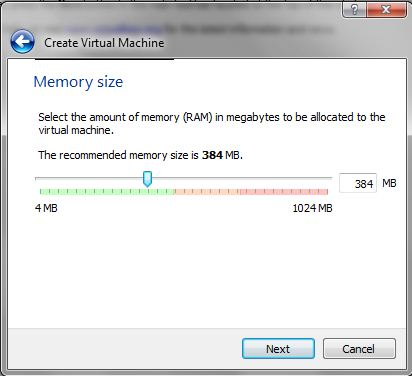 Create Virtual Machine
Memory size
Select the amount of memory (RAM) in megabytes to be allocated to the
virtual machine.
The recommended memory size is 384 MB.
384 MB
4 MB 1024 MB
Next Cancel